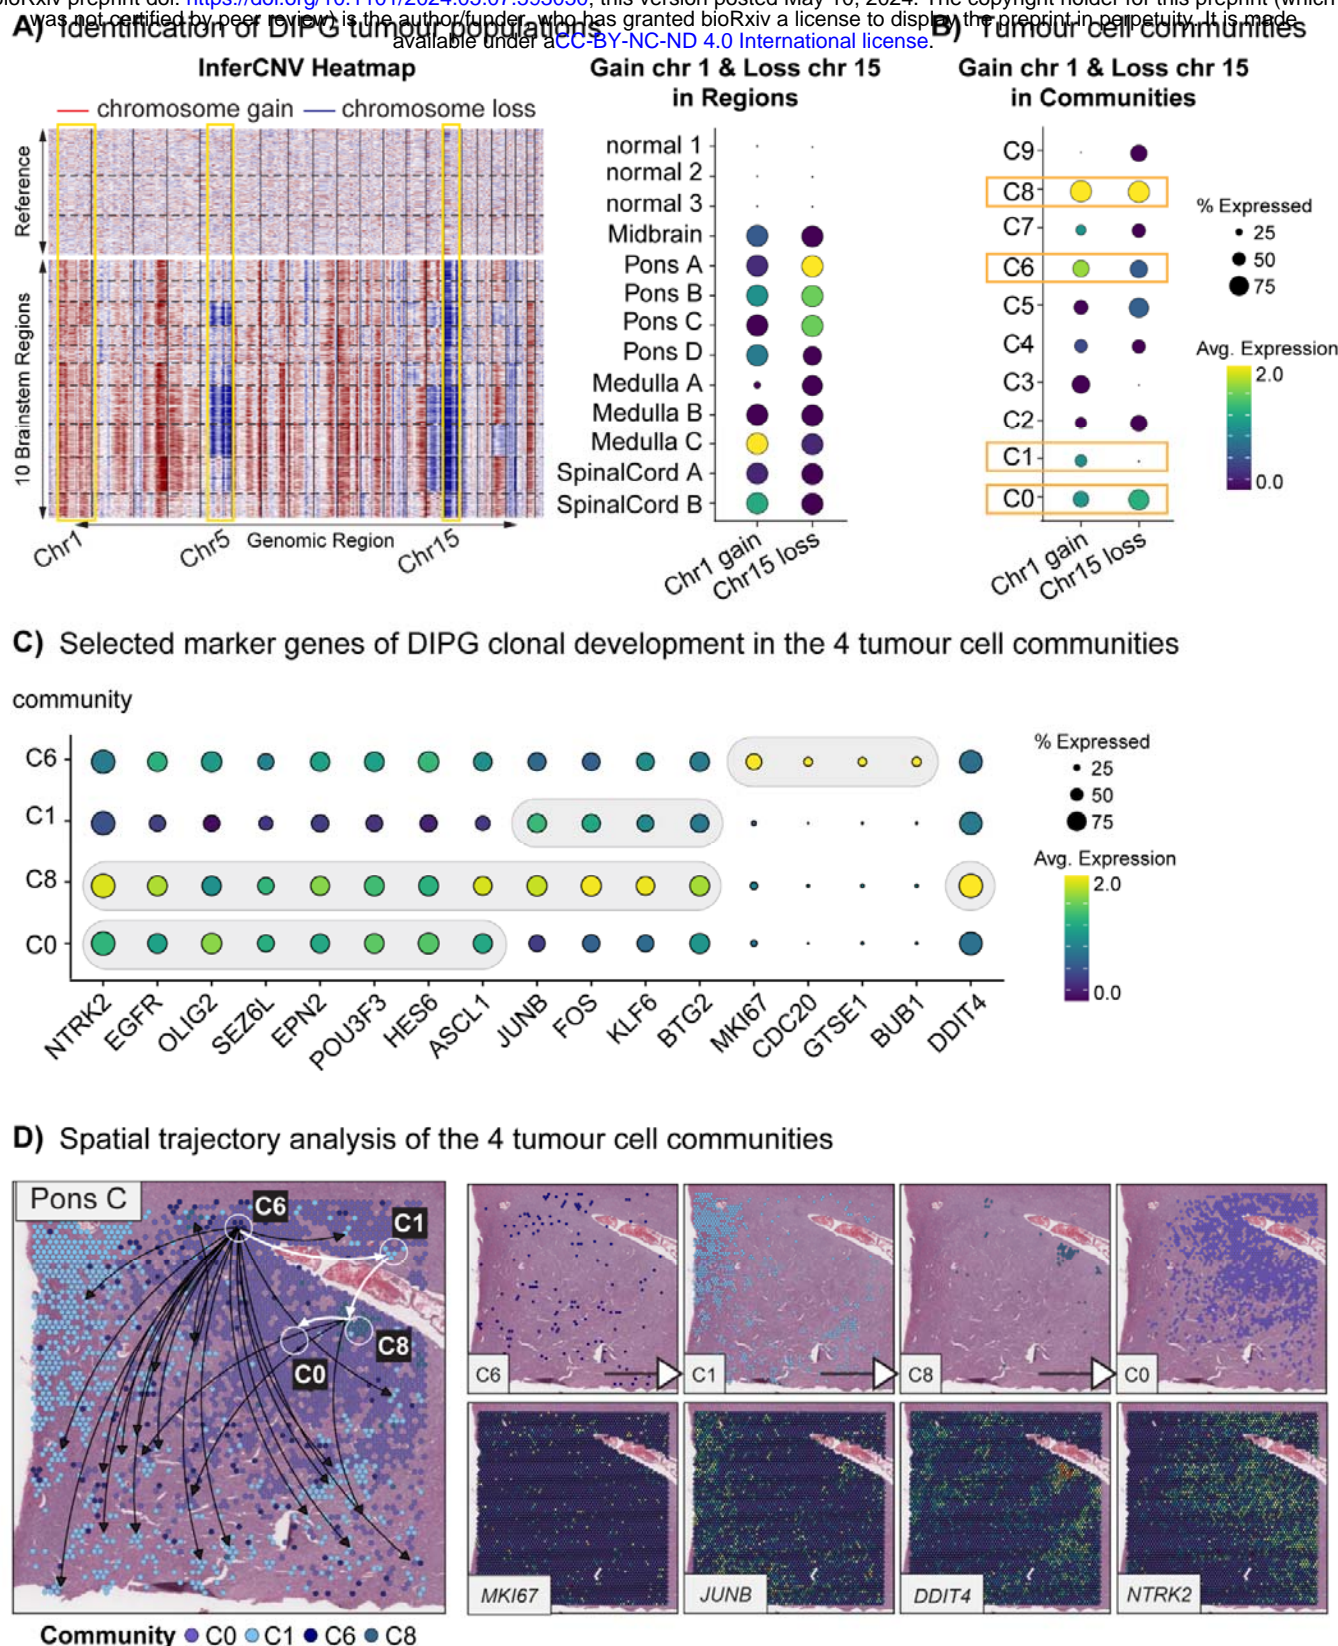 bioRxiv preprint doi: https://doi.org/10.1101/2024.05.07.593030; this version posted May 10, 2024. The copyright holder for this preprint (which
was not certified by peer review) is the author/funder, who has granted bioRxiv a license to display the preprint in perpetuity. It is made
available under aCC-BY-NC-ND 4.0 International license.
A) Identification of DIPG tumour populations
B) Tumour cell communities
InferCNV Heatmap
chromosome gain
chromosome loss
Reference
10 Brainstem Regions
Chr1
Chr5
Chr15
Genomic Region
Gain chr 1 & Loss chr 15
in Regions
normal 1
normal 2
normal 3
Midbrain
Pons A
Pons B
Pons C
Pons D
Medulla A
Medulla B
Medulla C
SpinalCord A
SpinalCord B
Chr1 gain
Chr15 loss
Gain chr 1 & Loss chr 15
in Communities
C9
C8
C7
C6
C5
C4
C3
C2
C1
C0
Chr1 gain
Chr15 loss
% Expressed
25
50
75
Avg. Expression
2.0
0.0
C) Selected marker genes of DIPG clonal development in the 4 tumour cell communities
community
C6
C1
C8
C0
NTRK2
EGFR
OLIG2
SEZ6L
EPN2
POU3F3
HES6
ASCL1
JUNB
FOS
KLF6
BTG2
MKI67
CDC20
GTSE1
BUB1
DDIT4
% Expressed
25
50
75
Avg. Expression
2.0
0.0
D) Spatial trajectory analysis of the 4 tumour cell communities
Pons C
C6
C1
C8
C0
C6
C1
C8
C0
MKI67
JUNB
DDIT4
NTRK2
Community C0 C1 C6 C8